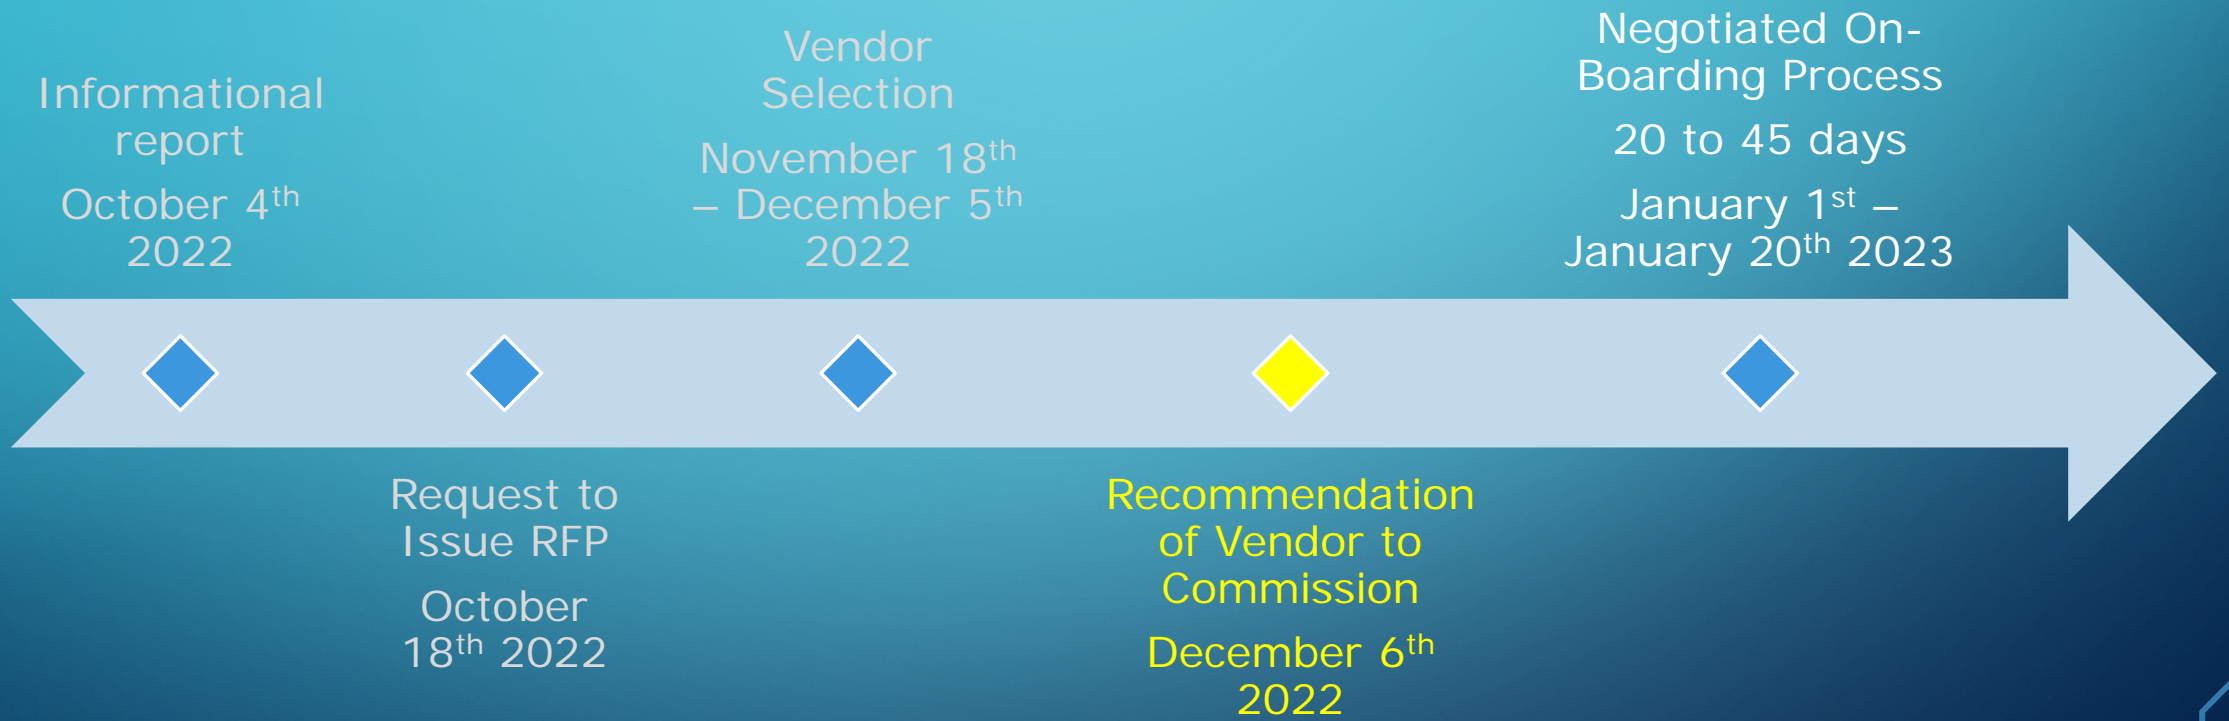 Informational
report
October 4th
2022
Request to
Issue RFP
October
18th 2022
Vendor
Selection
November 18th
– December 5th
2022
Recommendation
of Vendor to
Commission
December 6th
2022
Negotiated On-
Boarding Process
20 to 45 days
January 1st –
January 20th 2023